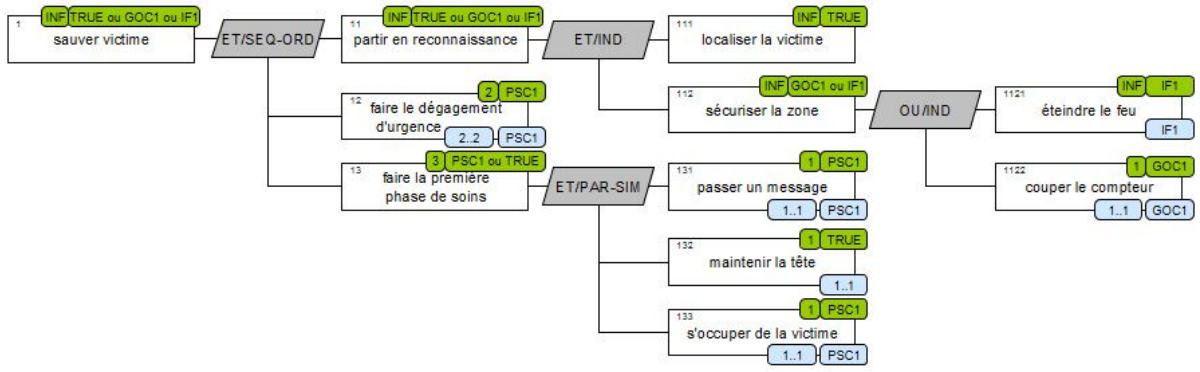 INF TRUE ou GOC1 ou IF1
1
sauver victime
ET/SEQ-ORD
INF TRUE ou GOC1 ou IF1
11
partir en reconnaissance
ET/IND
INF TRUE
111
localiser la victime
2 PSC1
12
faire le dégagement
d'urgence
2..2 PSC1
INF GOC1 ou IF1
112
sécuriser la zone
OU/IND
INF IF1
1121
éteindre le feu
IF1
3 PSC1 ou TRUE
13
faire la première
phase de soins
ET/PAR-SIM
1 PSC1
131
passer un message
1..1 PSC1
1 GOC1
1122
couper le compteur
1..1 GOC1
1 TRUE
132
maintenir la tête
1..1
1 PSC1
133
s'occuper de la victime
1..1 PSC1